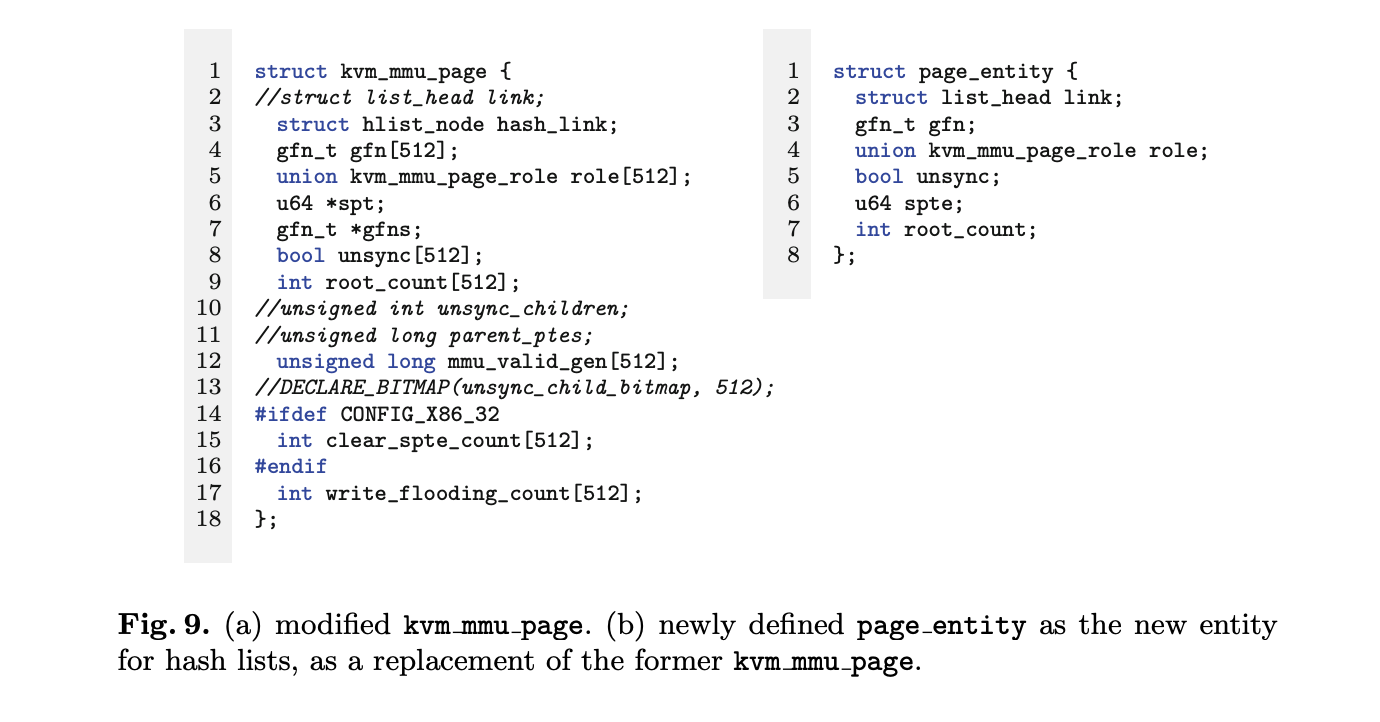 1 struct kvm_mmu_page {
2 //struct list_head link;
3 struct hlist_node hash_link;
4 gfn_t gfn[512];
5 union kvm_mmu_page_role role[512];
6 u64 *spt;
7 gfn_t *gfns;
8 bool unsync[512];
9 int root_count[512];
10 //unsigned int unsync_children;
11 //unsigned long parent_ptes;
12 unsigned long mmu_valid_gen[512];
13 //DECLARE_BITMAP(unsync_child_bitmap, 512);
14 #ifdef CONFIG_X86_32
15 int clear_spte_count[512];
16 #endif
17 int write_flooding_count[512];
18 };
1 struct page_entity {
2 struct list_head link;
3 gfn_t gfn;
4 union kvm_mmu_page_role role;
5 bool unsync;
6 u64 spte;
7 int root_count;
8 };
Fig. 9. (a) modified kvm_mmu_page. (b) newly defined page_entity as the new entity
for hash lists, as a replacement of the former kvm_mmu_page.